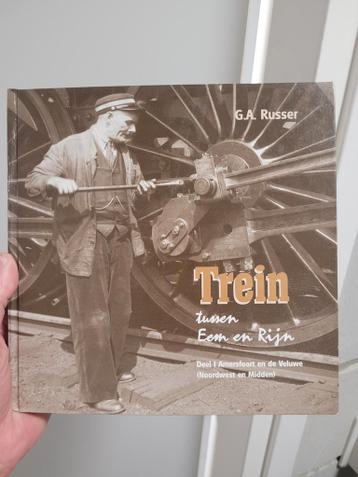 G.A. Russer
Trein
tussen
Eem en Rijn
Deel I Amersfoort en de Veluwe
(Noordwest en Midden)